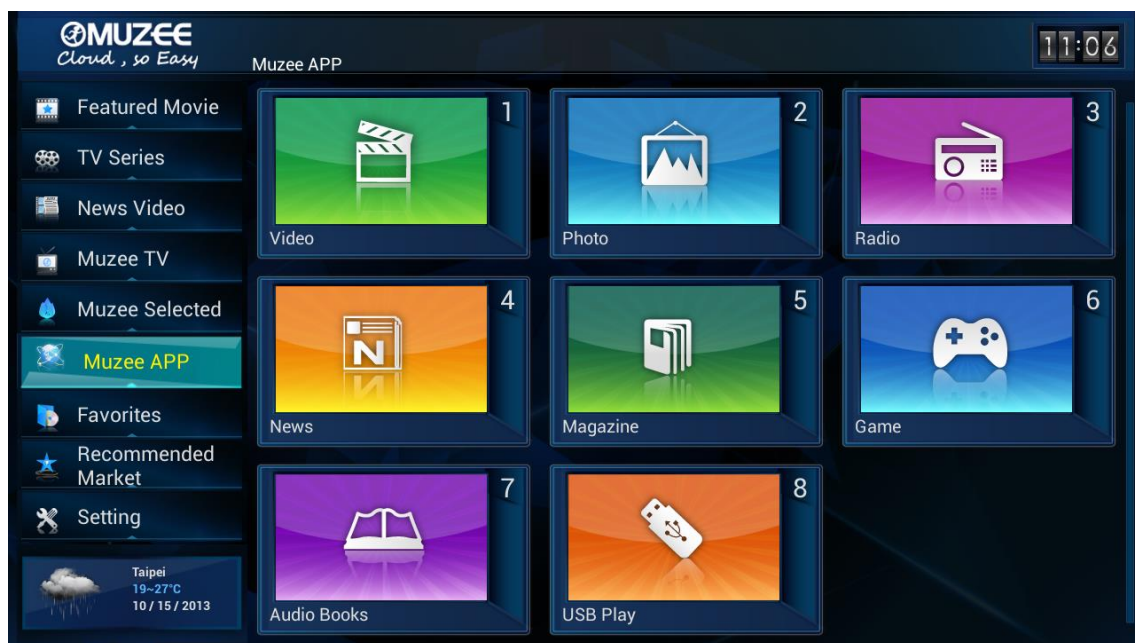 MUZEE
Cloud , so Easy
Muzee APP
11:06
Featured Movie
TV Series
News Video
Muzee TV
Muzee Selected
Muzee APP
Favorites
Recommended
Market
Setting
Taipei
19~27°C
10 / 15 / 2013
1
Video
2
Photo
3
Radio
4
N
News
5
Magazine
6
Game
7
Audio Books
8
USB Play